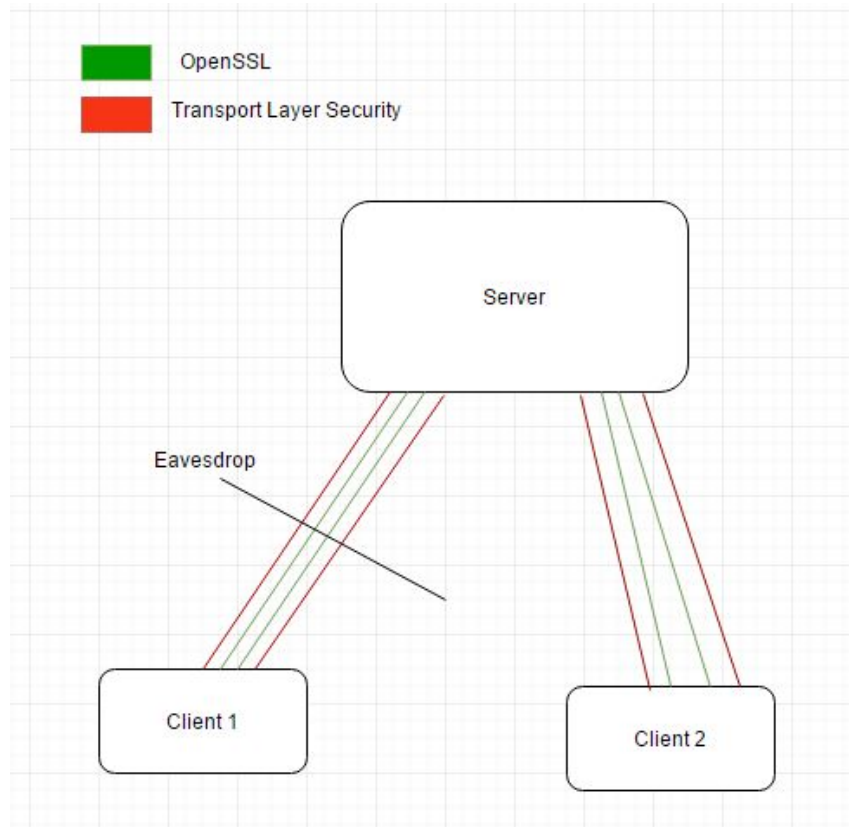 OpenSSL
Transport Layer Security
Server
Eavesdrop
Client 1
Client 2